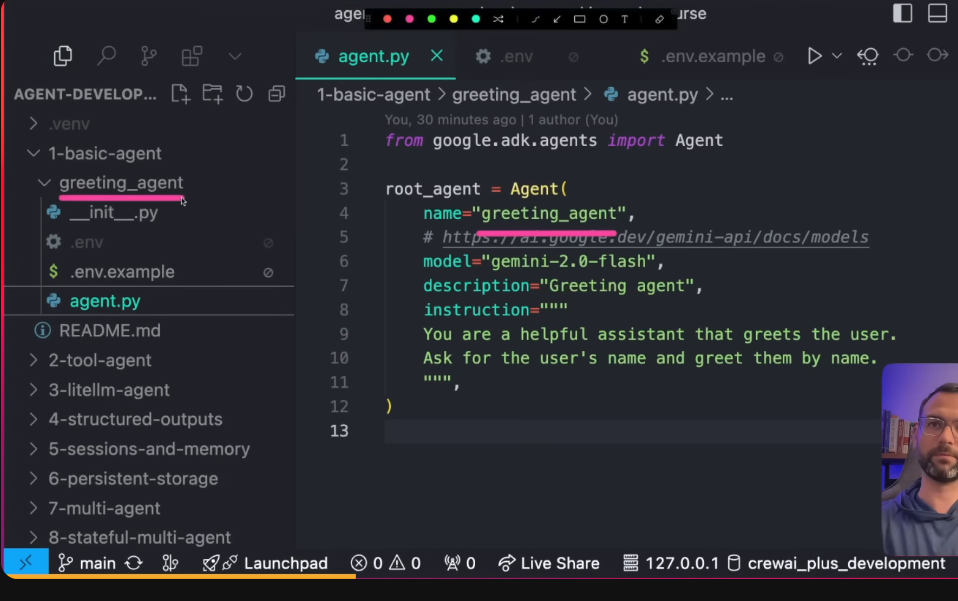 agen
urse
agent.py
.env
$ .env.example
AGENT-DEVELOP...
1-basic-agent > greeting_agent > agent.py > ...
.venv
1-basic-agent
greeting_agent
__init__.py
.env
$ .env.example
agent.py
README.md
2-tool-agent
3-litellm-agent
4-structured-outputs
5-sessions-and-memory
6-persistent-storage
7-multi-agent
8-stateful-multi-agent
You, 30 minutes ago | 1 author (You)
1 from google.adk.agents import Agent
2
3 root_agent = Agent(
4 name="greeting_agent",
5 # https://ai.google.dev/gemini-api/docs/models
6 model="gemini-2.0-flash",
7 description="Greeting agent",
8 instruction="""
9 You are a helpful assistant that greets the user.
10 Ask for the user's name and greet them by name.
11 """,
12 )
13
main 0 0 0 Launchpad Live Share 127.0.0.1 crewai_plus_development